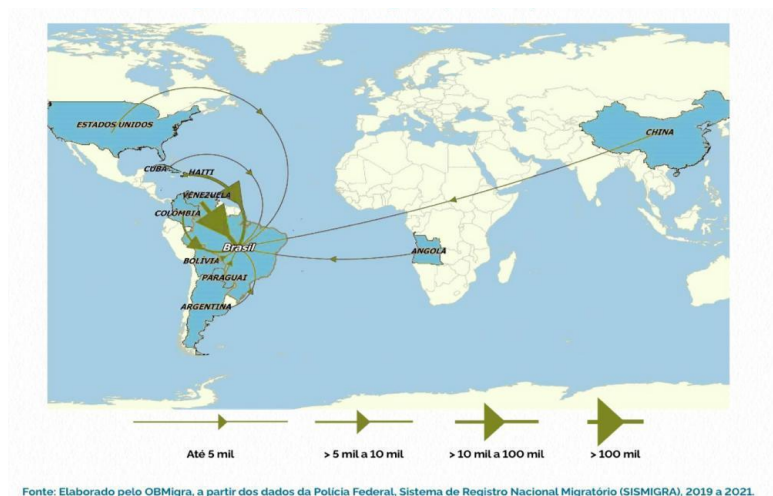 ESTADOS UNIDOS
CHINA
CUBA
HAITI
VENEZUELA
COLÔMBIA
Brasil
ANGOLA
BOLÍVIA
PARAGUAI
ARGENTINA
Até 5 mil
> 5 mil a 10 mil
> 10 mil a 100 mil
> 100 mil
Fonte: Elaborado pelo OBMigra, a partir dos dados da Polícia Federal, Sistema de Registro Nacional Migratório (SISMIGRA), 2019 a 2021.